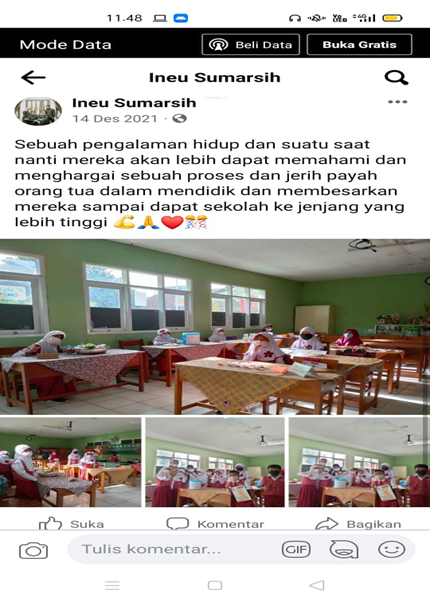 11.48
Mode Data
Beli Data
Buka Gratis
Ineu Sumarsih
Ineu Sumarsih
14 Des 2021
Sebuah pengalaman hidup dan suatu saat
nanti mereka akan lebih dapat memahami dan
menghargai sebuah proses dan jerih payah
orang tua dalam mendidik dan membesarkan
mereka sampai dapat sekolah ke jenjang yang
lebih tinggi 💪🙏❤️🎊
Suka
Komentar
Bagikan
Tulis komentar...
GIF